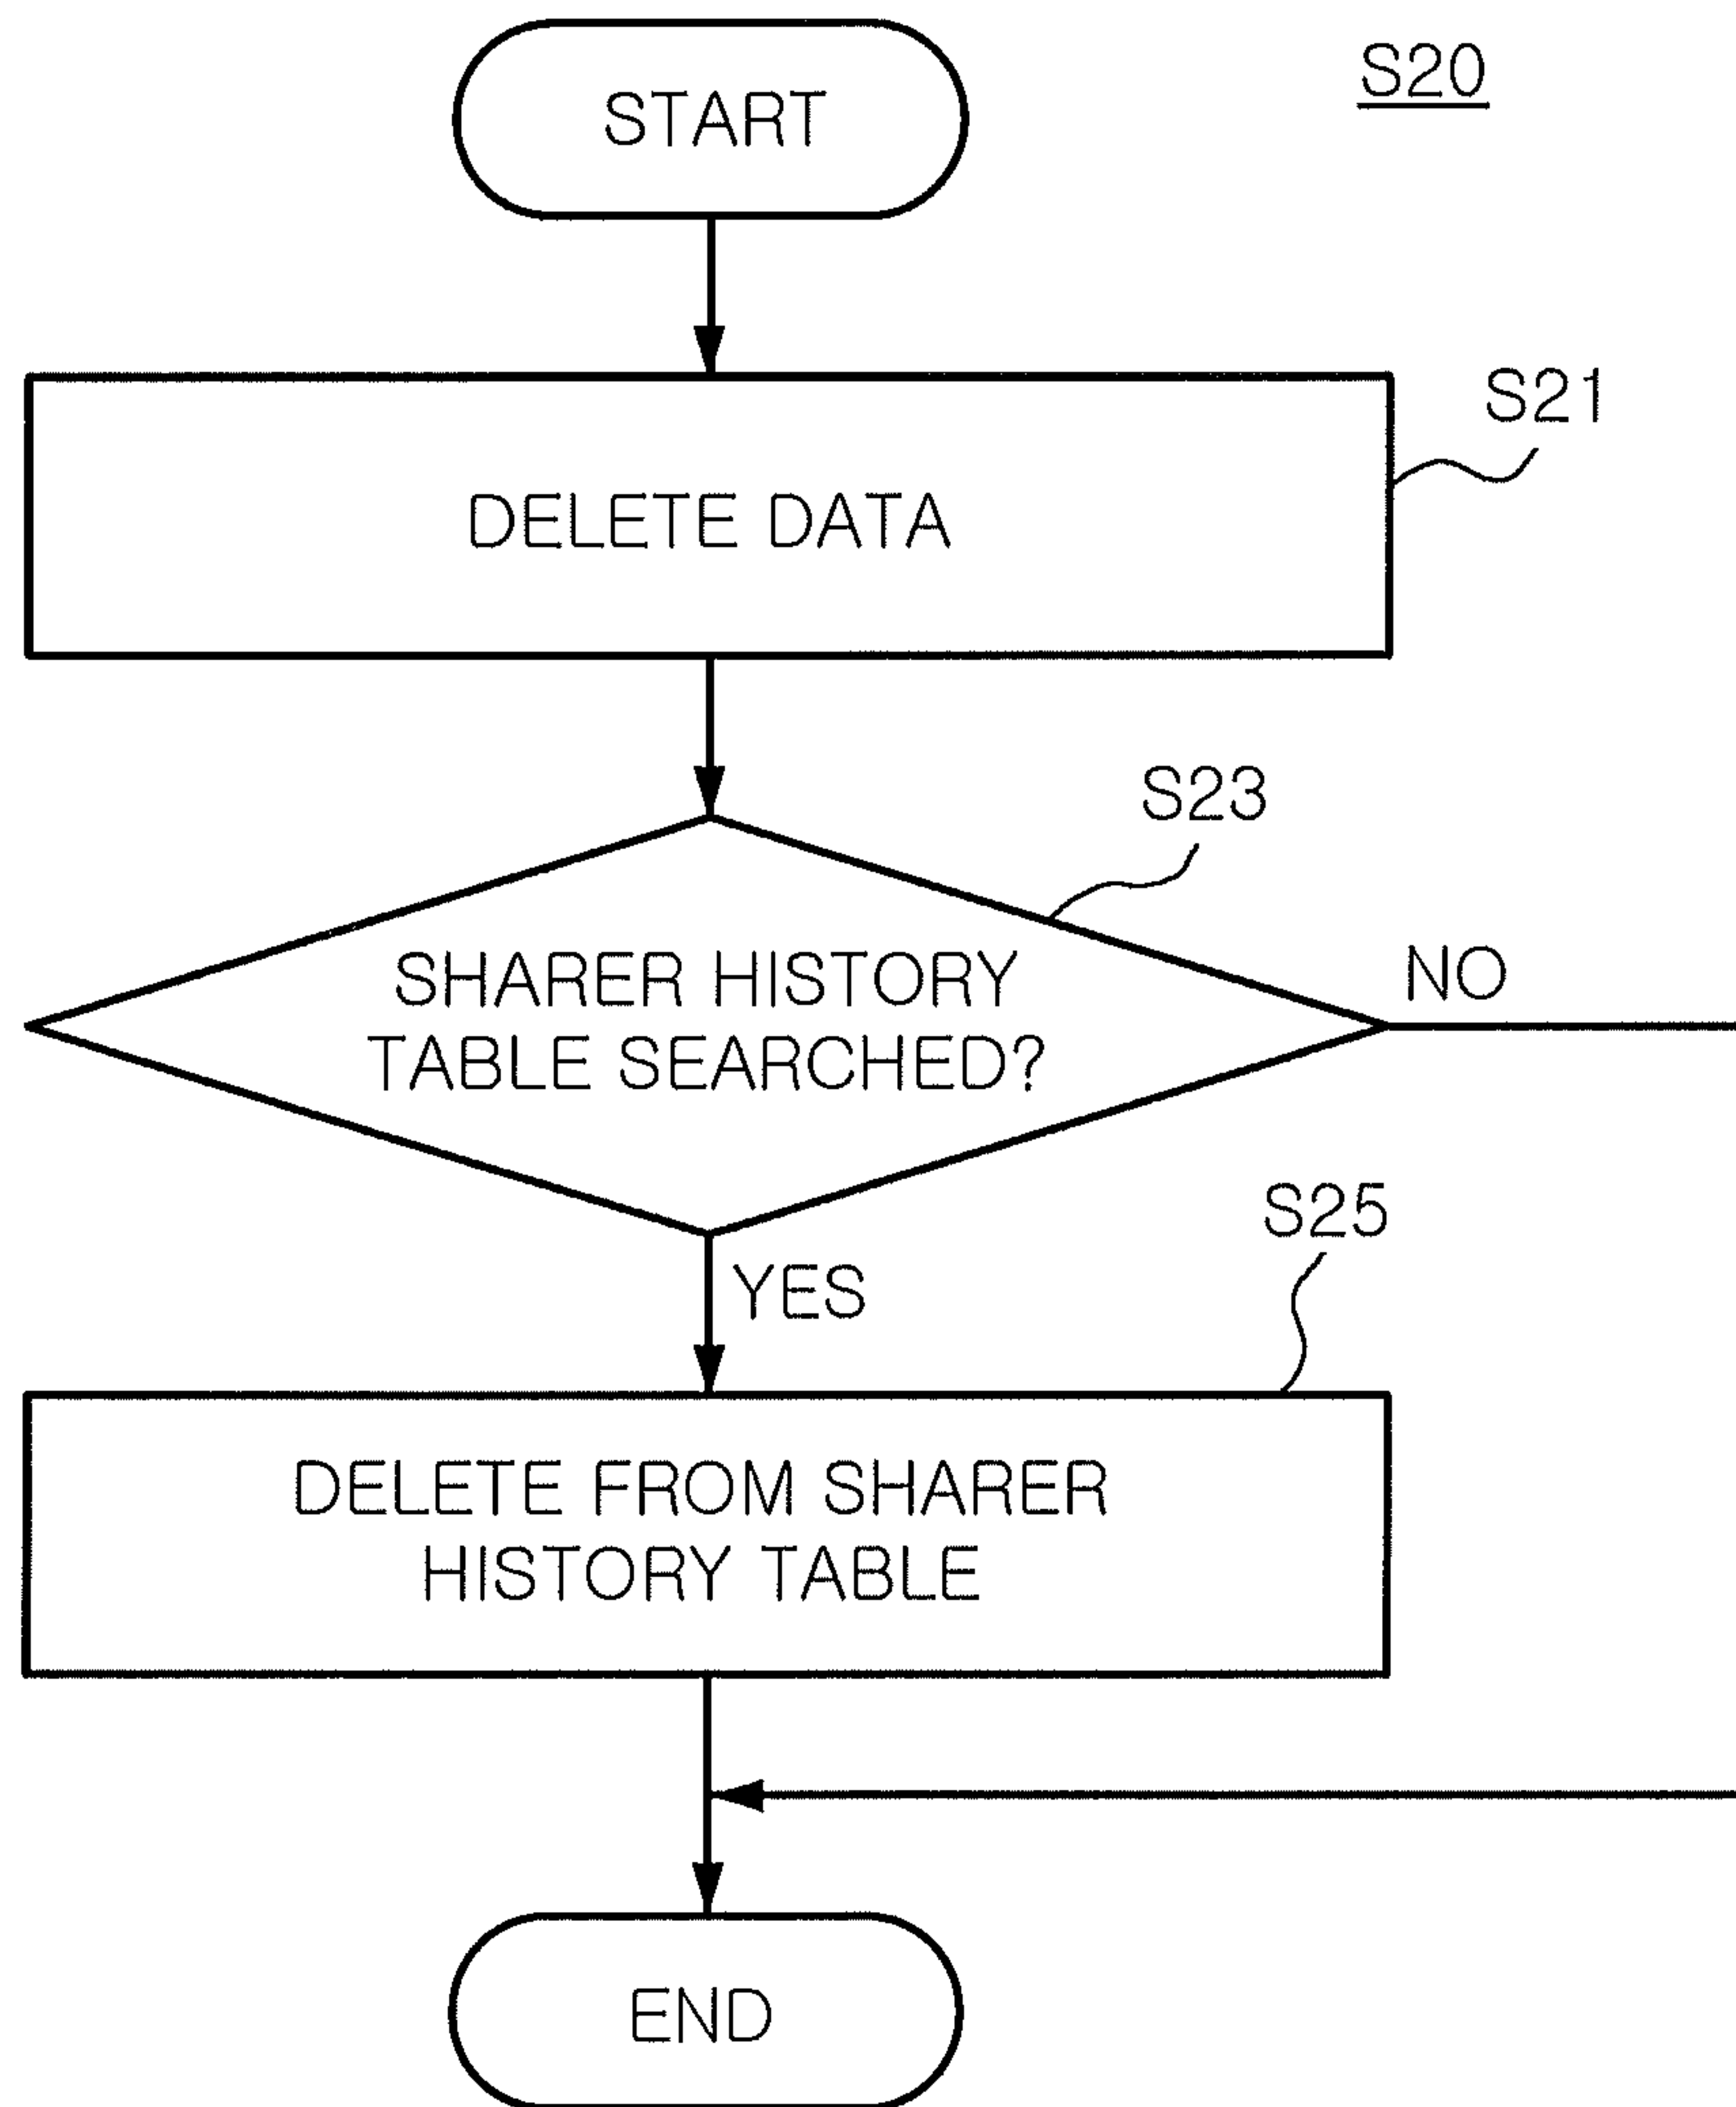 START
S20
S21
DELETE DATA
S23
SHARER HISTORY
TABLE SEARCHED?
NO
YES
S25
DELETE FROM SHARER
HISTORY TABLE
END